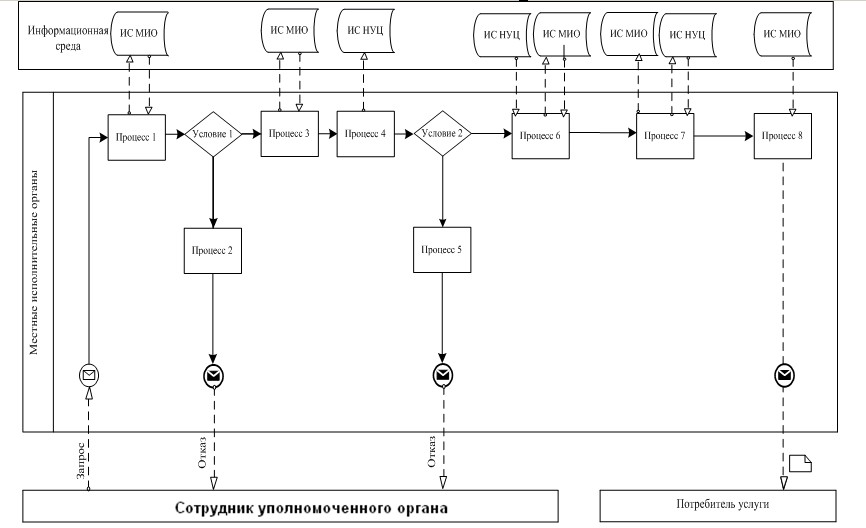 Информационная
среда
ИС МИО
ИС МИО
ИС НУЦ
ИС НУЦ
ИС МИО
ИС МИО
ИС НУЦ
ИС МИО
Местные исполнительные органы
Процесс 1
Условие 1
Процесс 3
Процесс 4
Условие 2
Процесс 6
Процесс 7
Процесс 8
Процесс 2
Процесс 5
Запрос
Отказ
Отказ
Сотрудник уполномоченного органа
Потребитель услуги